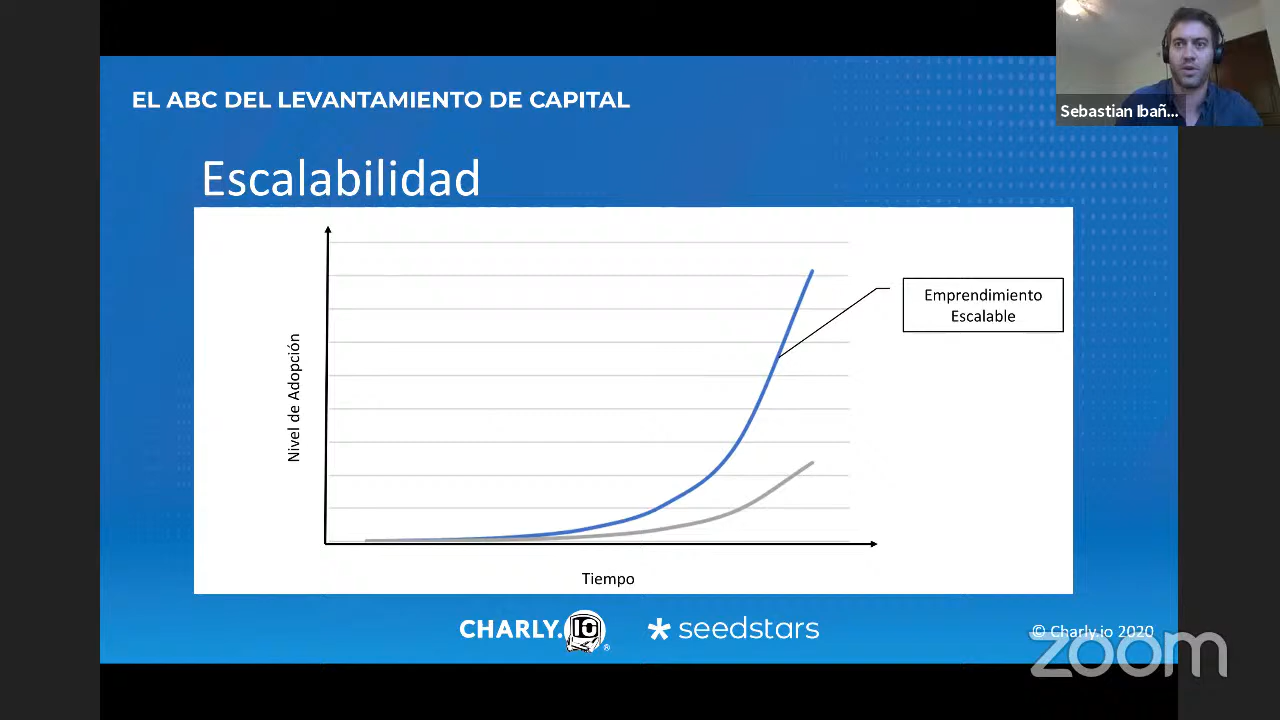 EL ABC DEL LEVANTAMIENTO DE CAPITAL
Sebastian Ibañ...
Escalabilidad
Emprendimiento
Escalable
Nivel de Adopción
Tiempo
CHARLY.IO®
seedstars
© Charly.io 2020
zoom